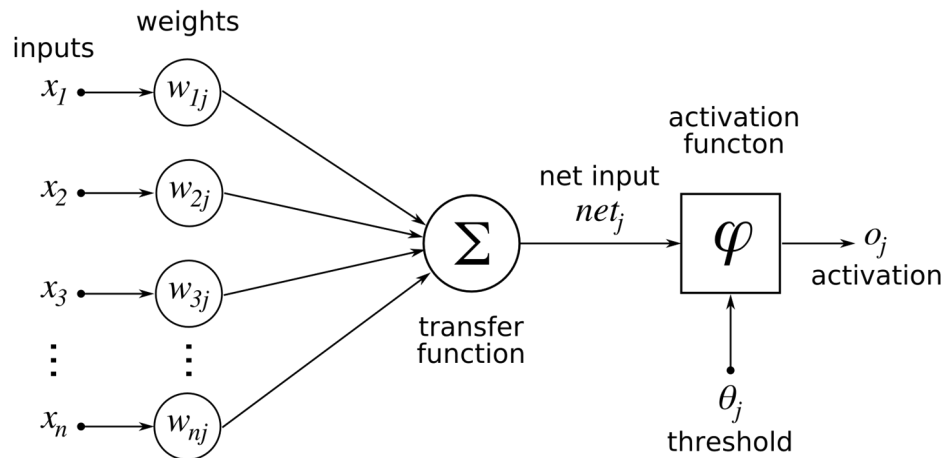 weights
inputs
x1
w1j
x2
w2j
x3
w3j
⋮ ⋮
xn
wnj
Σ
transfer
function
net input
netj
activation
functon
φ
oj
activation
θj
threshold